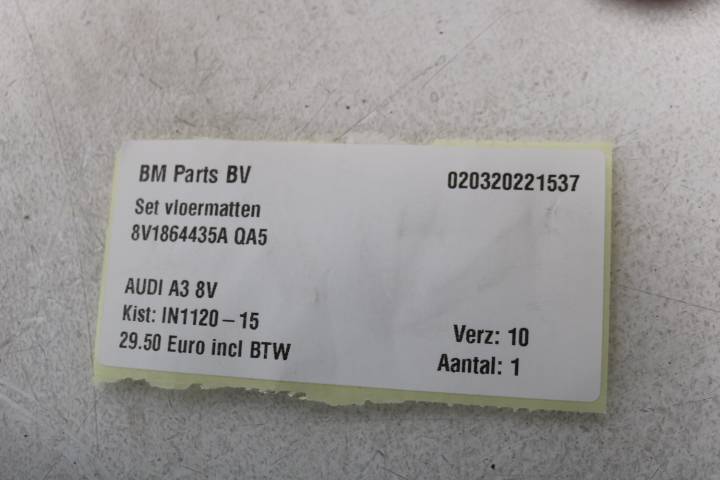 BM Parts BV
020320221537
Set vloermatten
8V1864435A QA5
AUDI A3 8V
Kist: IN1120 – 15
29.50 Euro incl BTW
Verz: 10
Aantal: 1